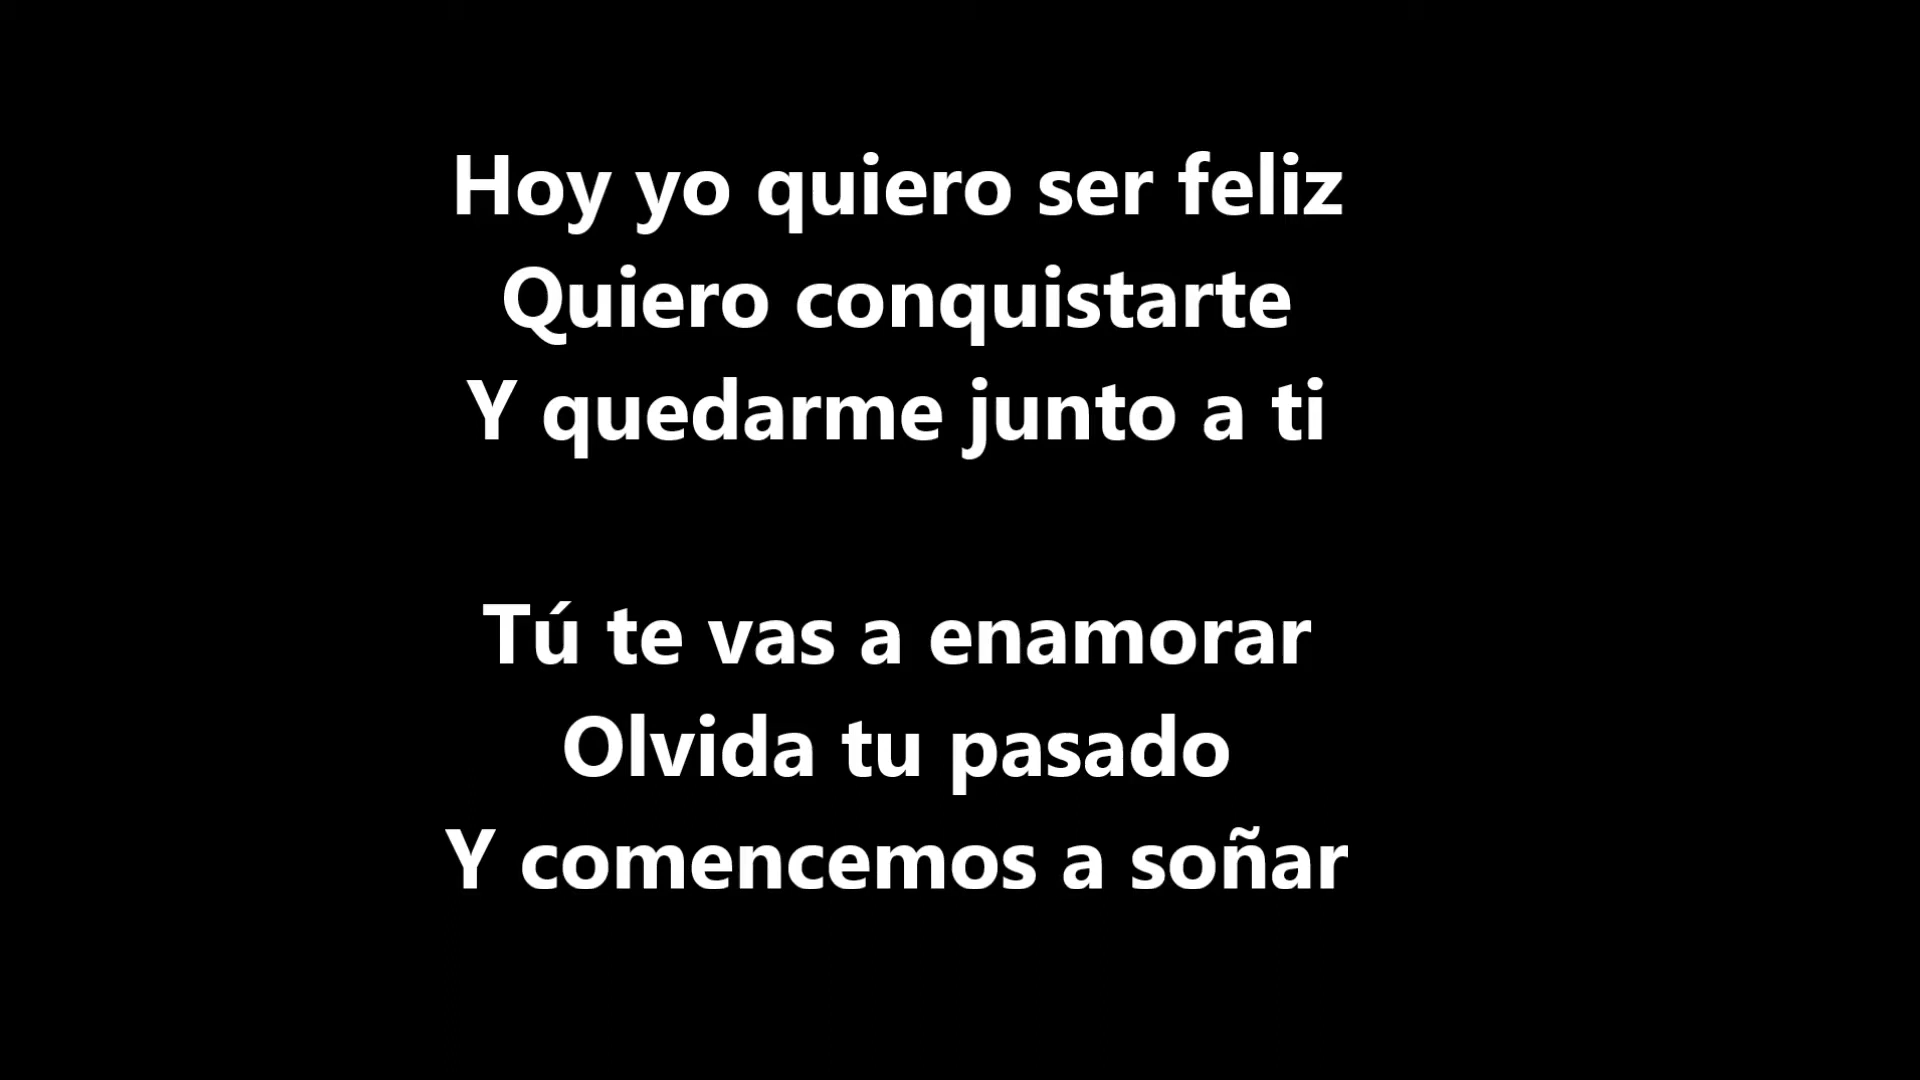 Hoy yo quiero ser feliz
Quiero conquistarte
Y quedarme junto a ti
Tú te vas a enamorar
Olvida tu pasado
Y comencemos a soñar